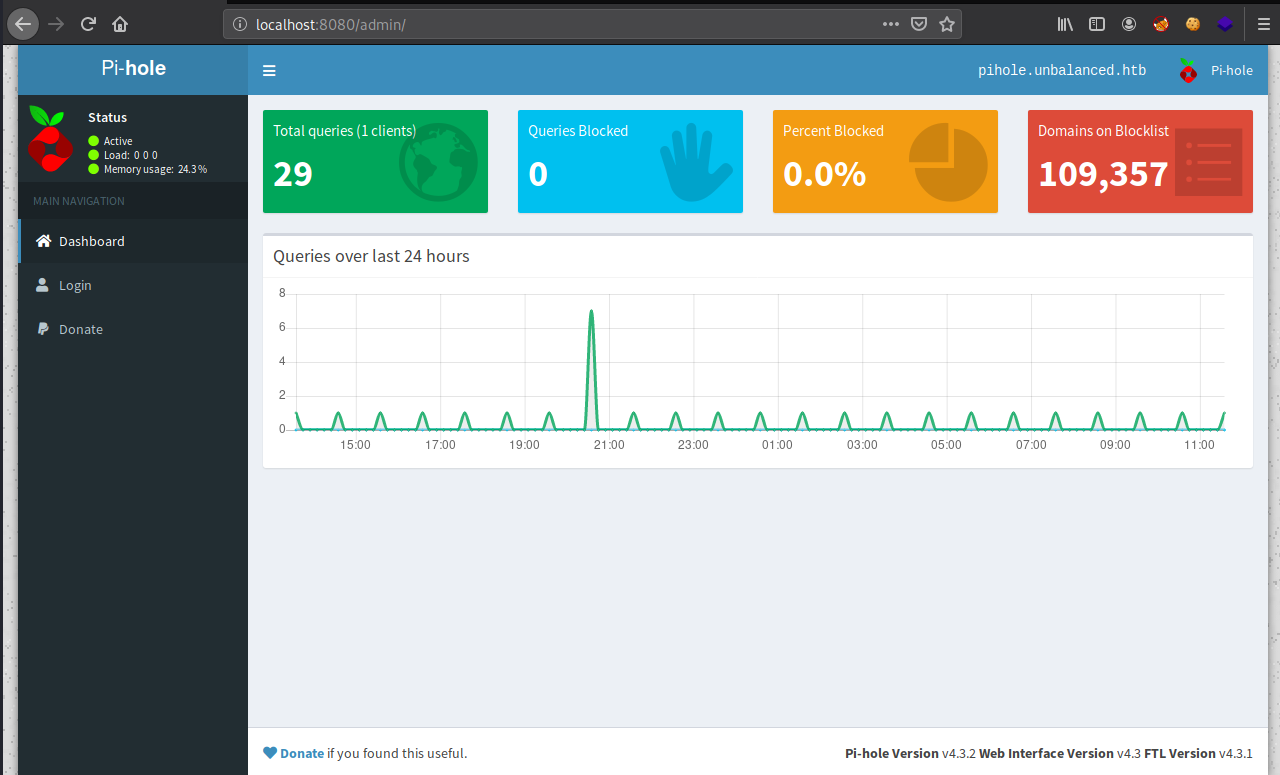 localhost:8080/admin/
Pi-hole
pihole.unbalanced.htb
Pi-hole
Status
Active
Load: 0 0 0
Memory usage: 24.3 %
MAIN NAVIGATION
Dashboard
Login
Donate
Total queries (1 clients)
29
Queries Blocked
0
Percent Blocked
0.0%
Domains on Blocklist
109,357
Queries over last 24 hours
8
6
4
2
0
15:00 17:00 19:00 21:00 23:00 01:00 03:00 05:00 07:00 09:00 11:00
Donate if you found this useful.
Pi-hole Version v4.3.2 Web Interface Version v4.3 FTL Version v4.3.1